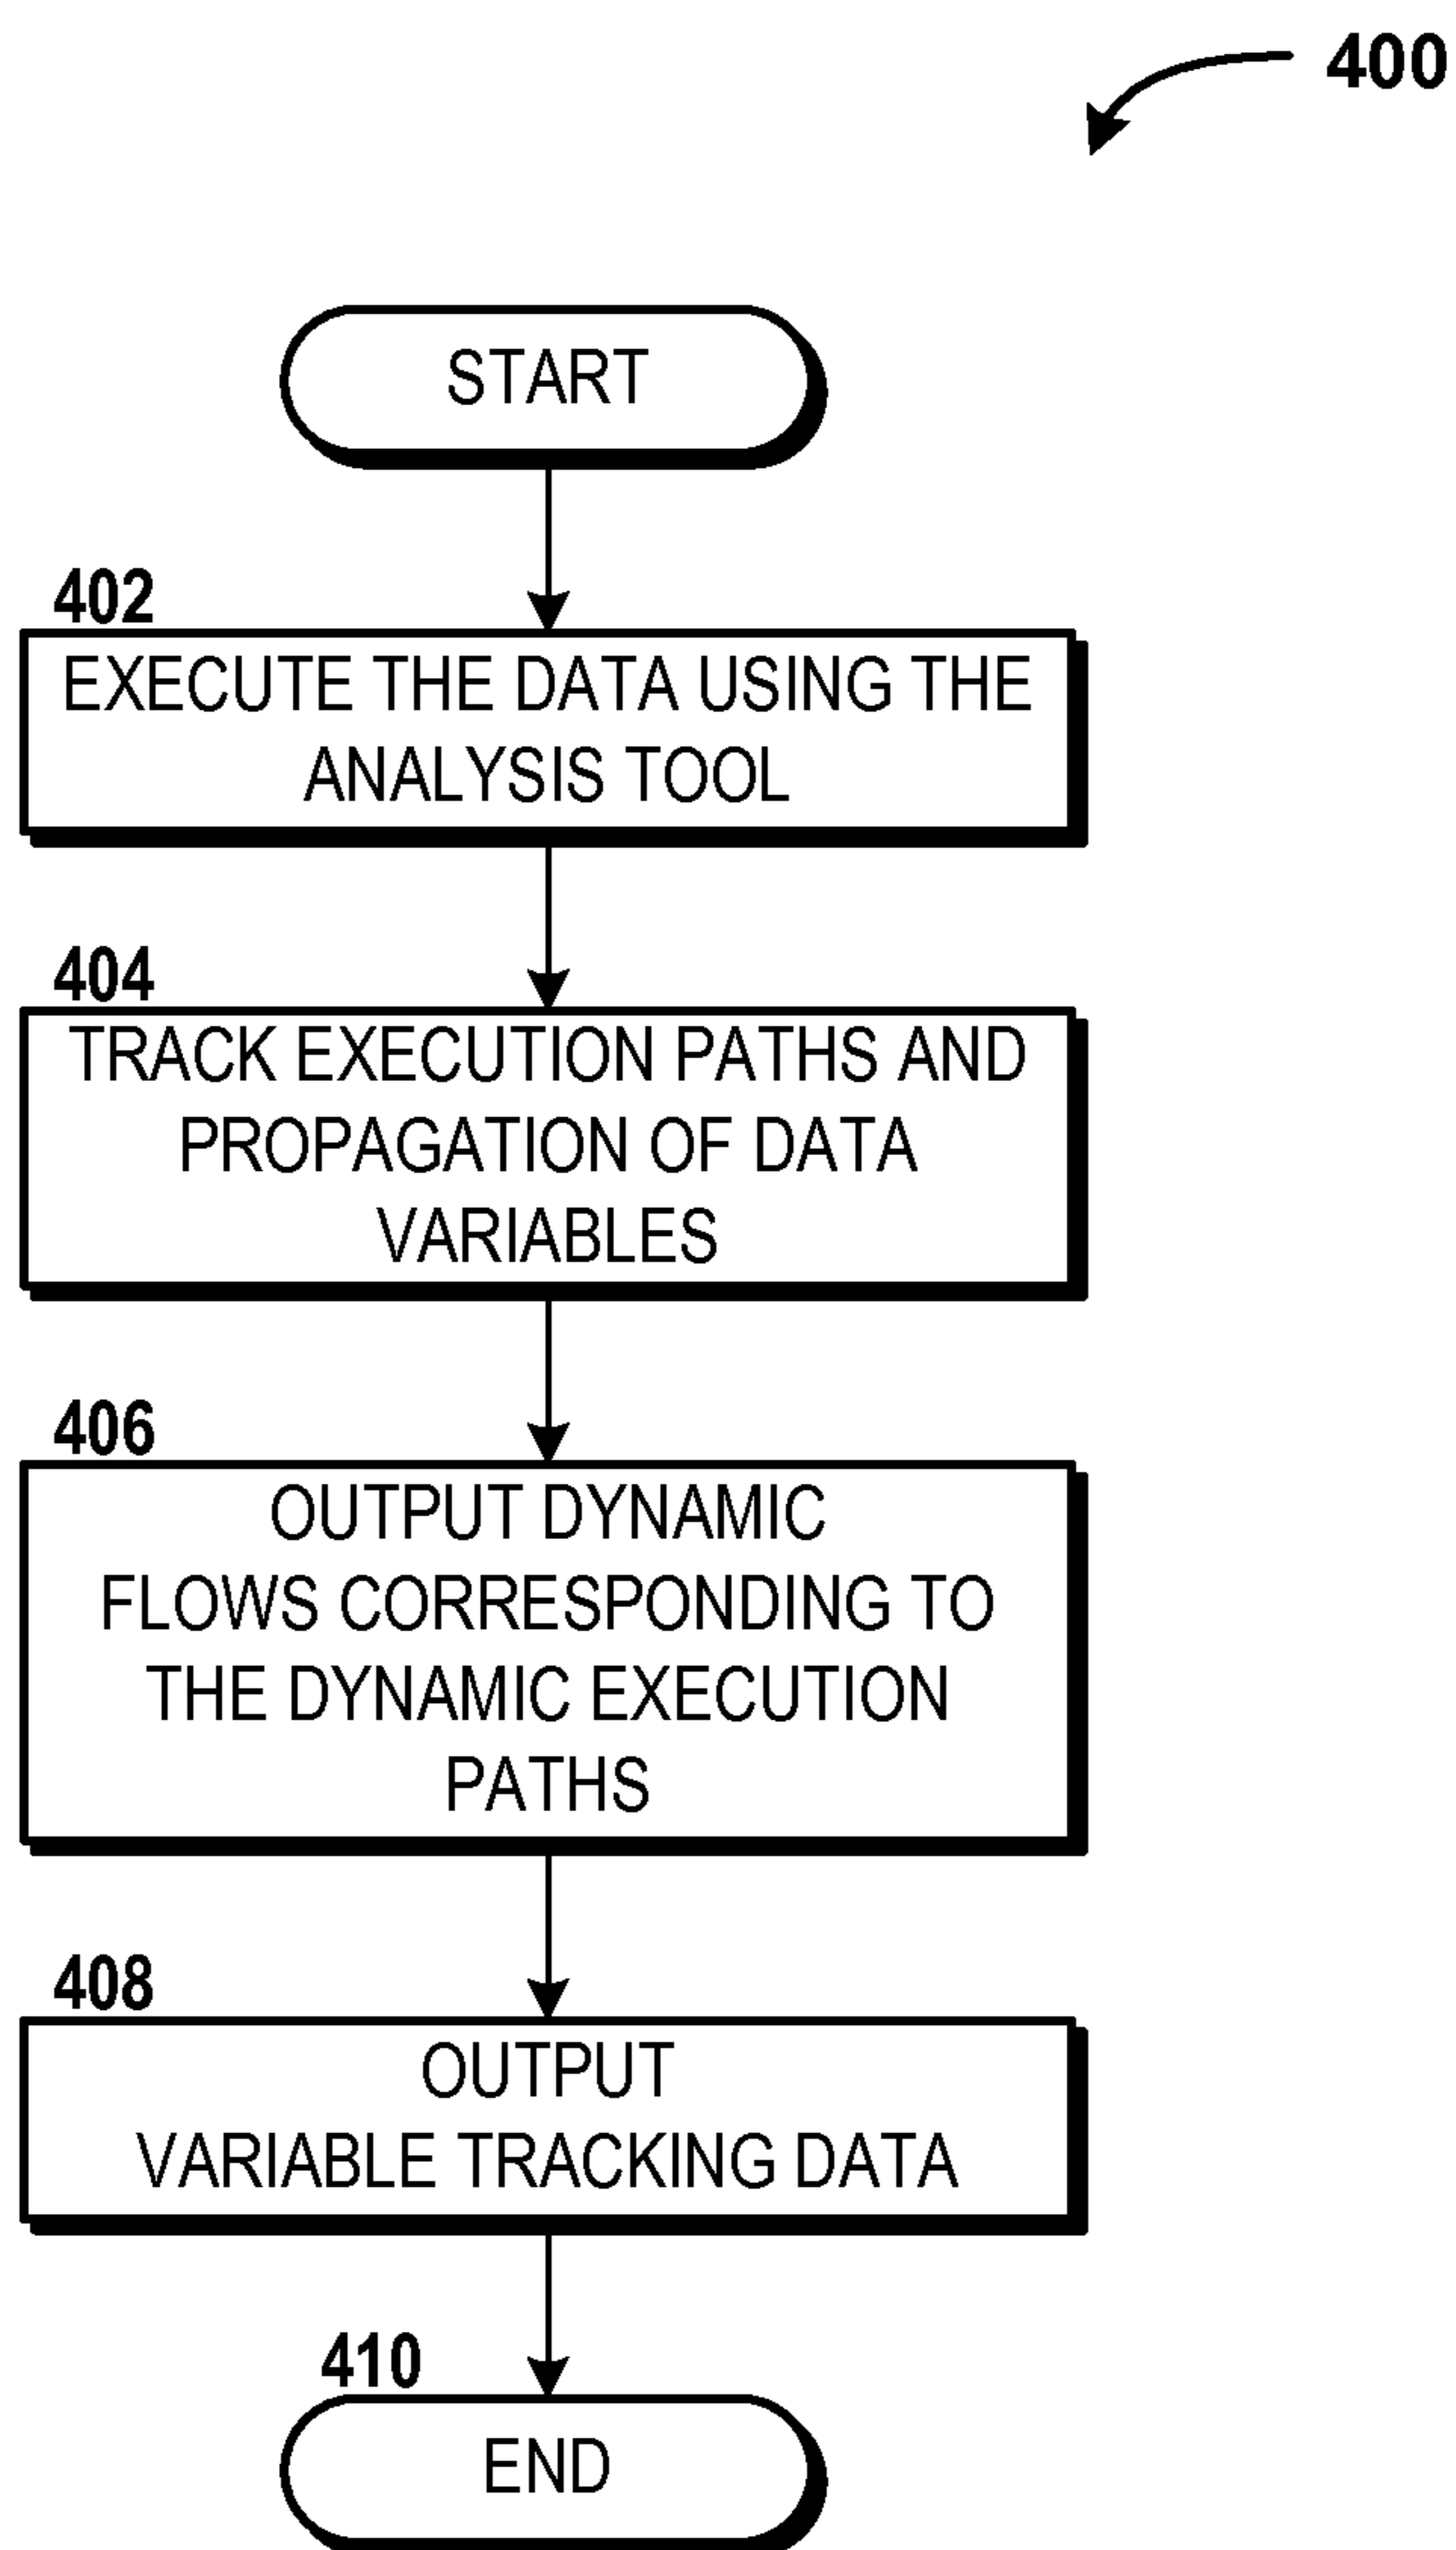 400
START
402
EXECUTE THE DATA USING THE
ANALYSIS TOOL
404
TRACK EXECUTION PATHS AND
PROPAGATION OF DATA
VARIABLES
406
OUTPUT DYNAMIC
FLOWS CORRESPONDING TO
THE DYNAMIC EXECUTION
PATHS
408
OUTPUT
VARIABLE TRACKING DATA
410
END